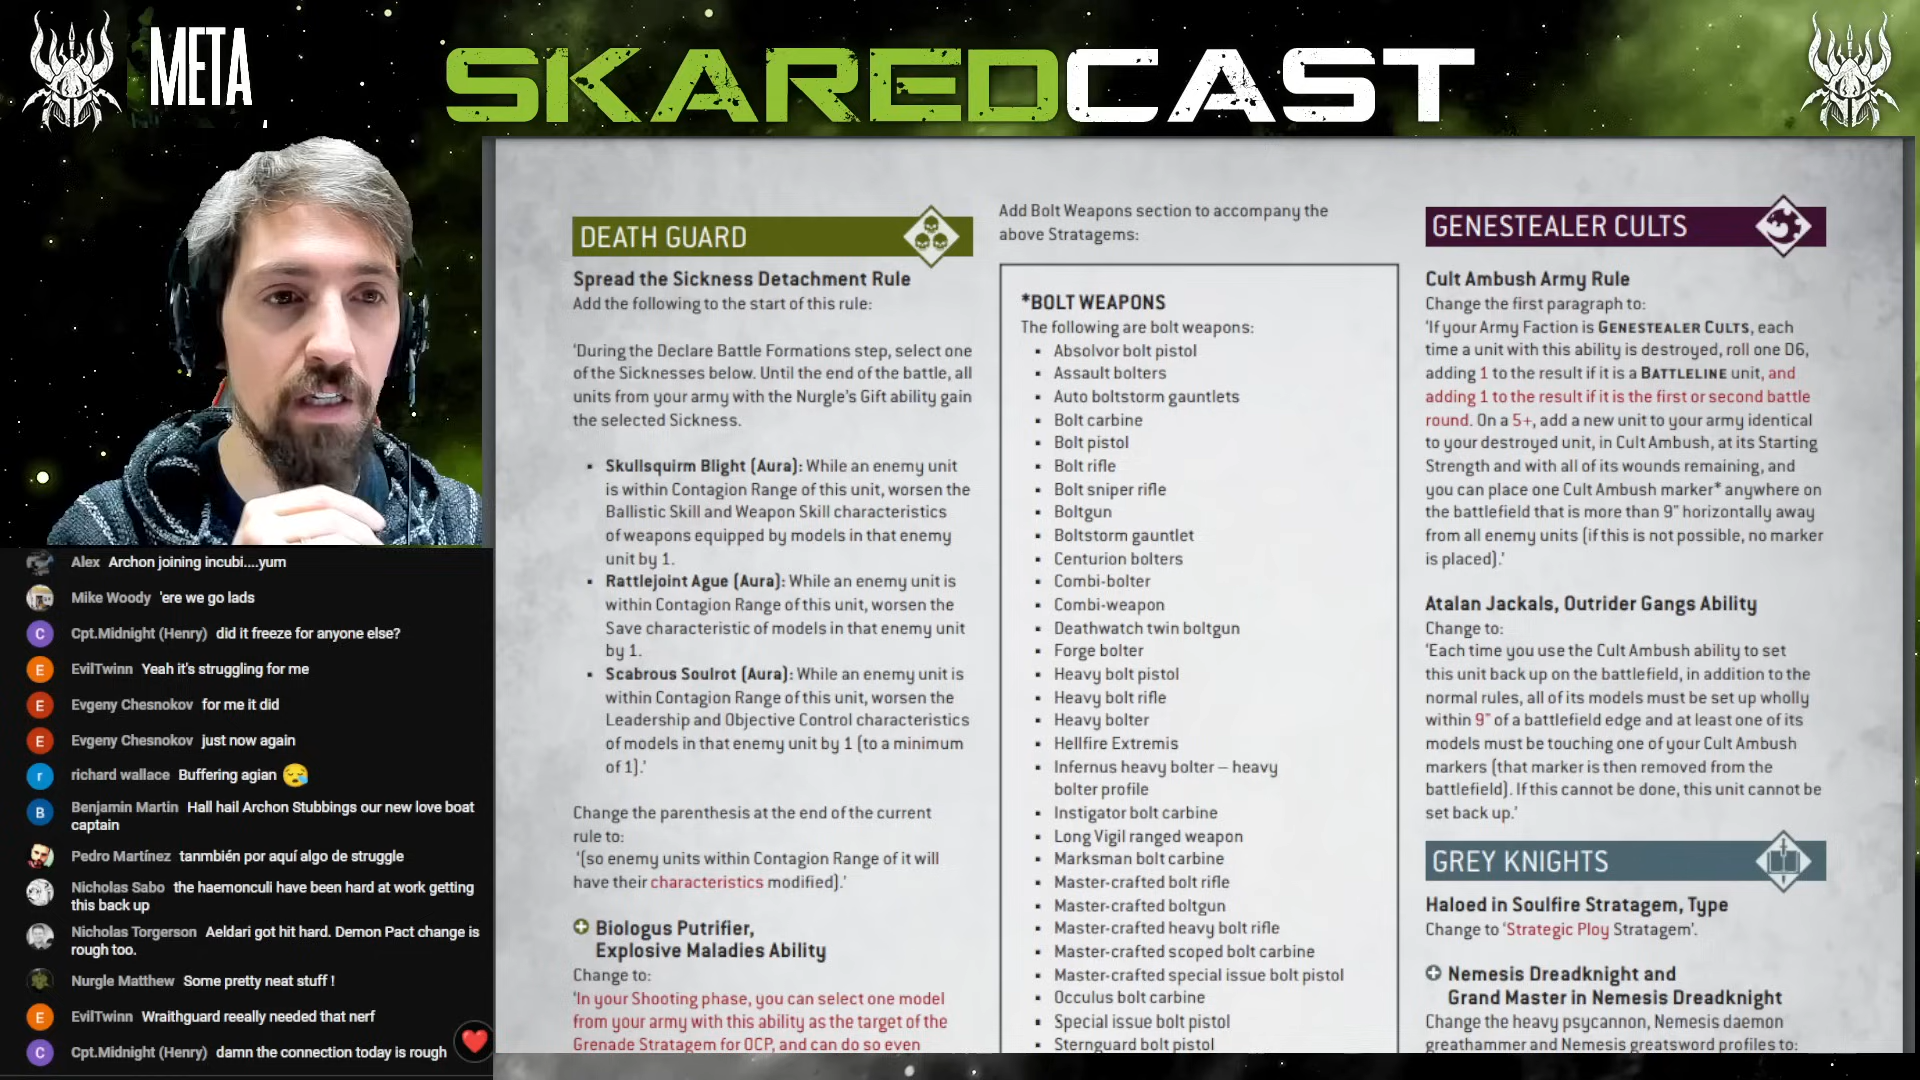 META
SKAREDCAST
Alex Archon joining incubi....yum
Mike Woody 'ere we go lads
C Cpt.Midnight (Henry) did it freeze for anyone else?
E EvilTwinn Yeah it's struggling for me
E Evgeny Chesnokov for me it did
E Evgeny Chesnokov just now again
r richard wallace Buffering agian 😪
B Benjamin Martin Hall hail Archon Stubbings our new love boat
captain
Pedro Martínez tanmbién por aquí algo de struggle
Nicholas Sabo the haemonculi have been hard at work getting
this back up
Nicholas Torgerson Aeldari got hit hard. Demon Pact change is
rough too.
Nurgle Matthew Some pretty neat stuff !
E EvilTwinn Wraithguard reeally needed that nerf
C Cpt.Midnight (Henry) damn the connection today is rough
DEATH GUARD
Spread the Sickness Detachment Rule
Add the following to the start of this rule:
'During the Declare Battle Formations step, select one
of the Sicknesses below. Until the end of the battle, all
units from your army with the Nurgle's Gift ability gain
the selected Sickness.
▪ Skullsquirm Blight (Aura): While an enemy unit
is within Contagion Range of this unit, worsen the
Ballistic Skill and Weapon Skill characteristics
of weapons equipped by models in that enemy
unit by 1.
▪ Rattlejoint Ague (Aura): While an enemy unit is
within Contagion Range of this unit, worsen the
Save characteristic of models in that enemy unit
by 1.
▪ Scabrous Soulrot (Aura): While an enemy unit is
within Contagion Range of this unit, worsen the
Leadership and Objective Control characteristics
of models in that enemy unit by 1 (to a minimum
of 1).'
Change the parenthesis at the end of the current
rule to:
'(so enemy units within Contagion Range of it will
have their characteristics modified).'
Biologus Putrifier,
Explosive Maladies Ability
Change to:
'In your Shooting phase, you can select one model
from your army with this ability as the target of the
Grenade Stratagem for 0CP, and can do so even
Add Bolt Weapons section to accompany the
above Stratagems:
*BOLT WEAPONS
The following are bolt weapons:
▪ Absolvor bolt pistol
▪ Assault bolters
▪ Auto boltstorm gauntlets
▪ Bolt carbine
▪ Bolt pistol
▪ Bolt rifle
▪ Bolt sniper rifle
▪ Boltgun
▪ Boltstorm gauntlet
▪ Centurion bolters
▪ Combi-bolter
▪ Combi-weapon
▪ Deathwatch twin boltgun
▪ Forge bolter
▪ Heavy bolt pistol
▪ Heavy bolt rifle
▪ Heavy bolter
▪ Hellfire Extremis
▪ Infernus heavy bolter – heavy
bolter profile
▪ Instigator bolt carbine
▪ Long Vigil ranged weapon
▪ Marksman bolt carbine
▪ Master-crafted bolt rifle
▪ Master-crafted boltgun
▪ Master-crafted heavy bolt rifle
▪ Master-crafted scoped bolt carbine
▪ Master-crafted special issue bolt pistol
▪ Occulus bolt carbine
▪ Special issue bolt pistol
▪ Sternguard bolt pistol
GENESTEALER CULTS
Cult Ambush Army Rule
Change the first paragraph to:
'If your Army Faction is GENESTEALER CULTS, each
time a unit with this ability is destroyed, roll one D6,
adding 1 to the result if it is a BATTLELINE unit, and
adding 1 to the result if it is the first or second battle
round. On a 5+, add a new unit to your army identical
to your destroyed unit, in Cult Ambush, at its Starting
Strength and with all of its wounds remaining, and
you can place one Cult Ambush marker* anywhere on
the battlefield that is more than 9" horizontally away
from all enemy units (if this is not possible, no marker
is placed).'
Atalan Jackals, Outrider Gangs Ability
Change to:
'Each time you use the Cult Ambush ability to set
this unit back up on the battlefield, in addition to the
normal rules, all of its models must be set up wholly
within 9" of a battlefield edge and at least one of its
models must be touching one of your Cult Ambush
markers (that marker is then removed from the
battlefield). If this cannot be done, this unit cannot be
set back up.'
GREY KNIGHTS
Haloed in Soulfire Stratagem, Type
Change to 'Strategic Ploy Stratagem'.
Nemesis Dreadknight and
Grand Master in Nemesis Dreadknight
Change the heavy psycannon, Nemesis daemon
greathammer and Nemesis greatsword profiles to: